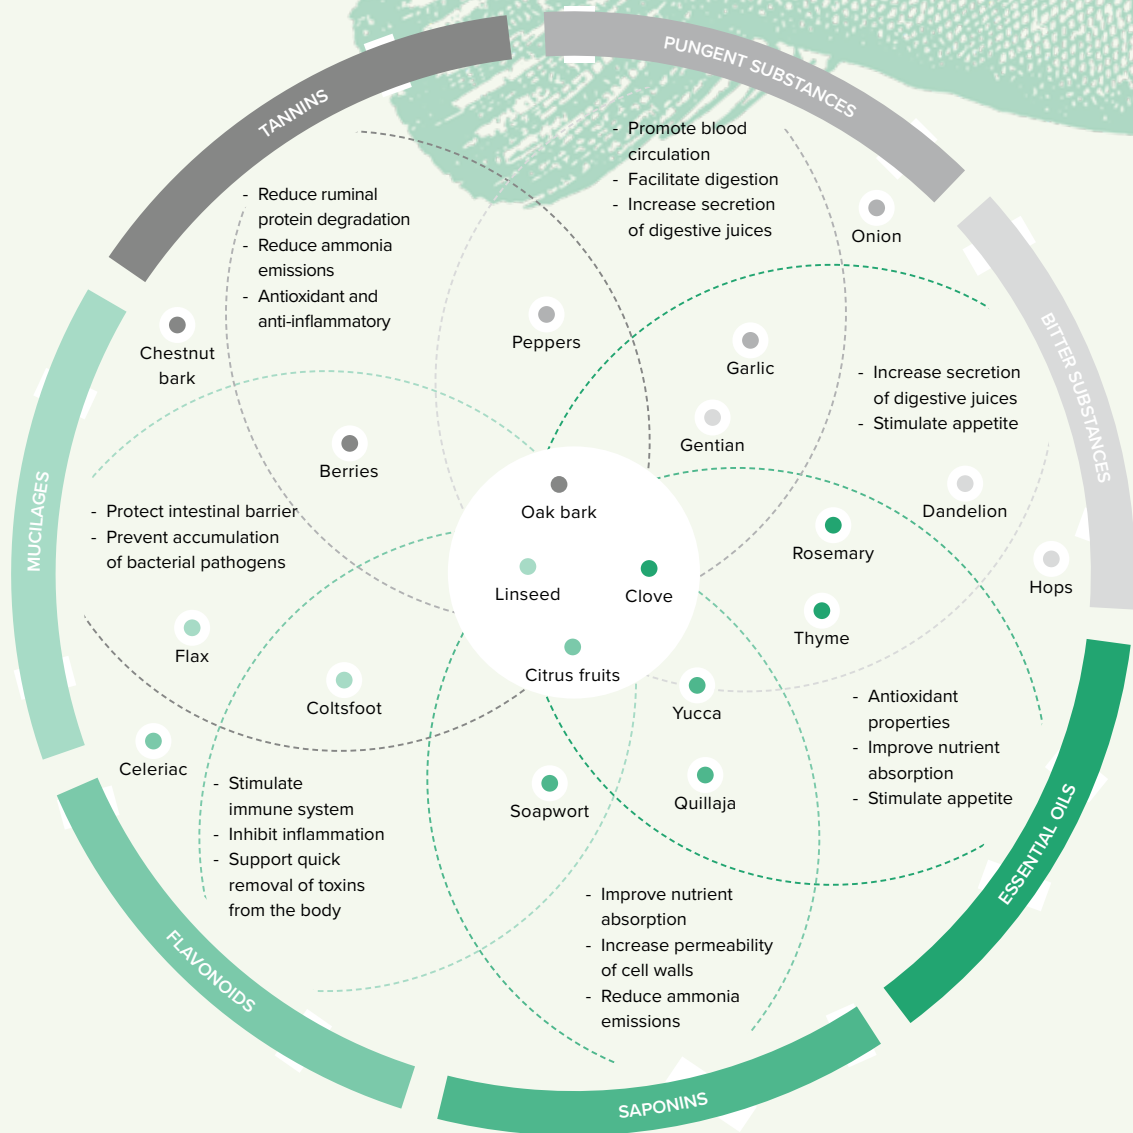 TANNINS
- Reduce ruminal
protein degradation
- Reduce ammonia
emissions
- Antioxidant and
anti-inflammatory
Chestnut
bark
Berries
PUNGENT SUBSTANCES
- Promote blood
circulation
- Facilitate digestion
- Increase secretion
of digestive juices
Onion
Peppers
Garlic
BITTER SUBSTANCES
- Increase secretion
of digestive juices
- Stimulate appetite
Gentian
Dandelion
Hops
Oak bark
Linseed
Clove
Citrus fruits
MUCILAGES
- Protect intestinal barrier
- Prevent accumulation
of bacterial pathogens
Flax
Coltsfoot
Rosemary
Thyme
ESSENTIAL OILS
- Antioxidant
properties
- Improve nutrient
absorption
- Stimulate appetite
Celeriac
FLAVONOIDS
- Stimulate
immune system
- Inhibit inflammation
- Support quick
removal of toxins
from the body
Yucca
Soapwort
Quillaja
- Improve nutrient
absorption
- Increase permeability
of cell walls
- Reduce ammonia
emissions
SAPONINS